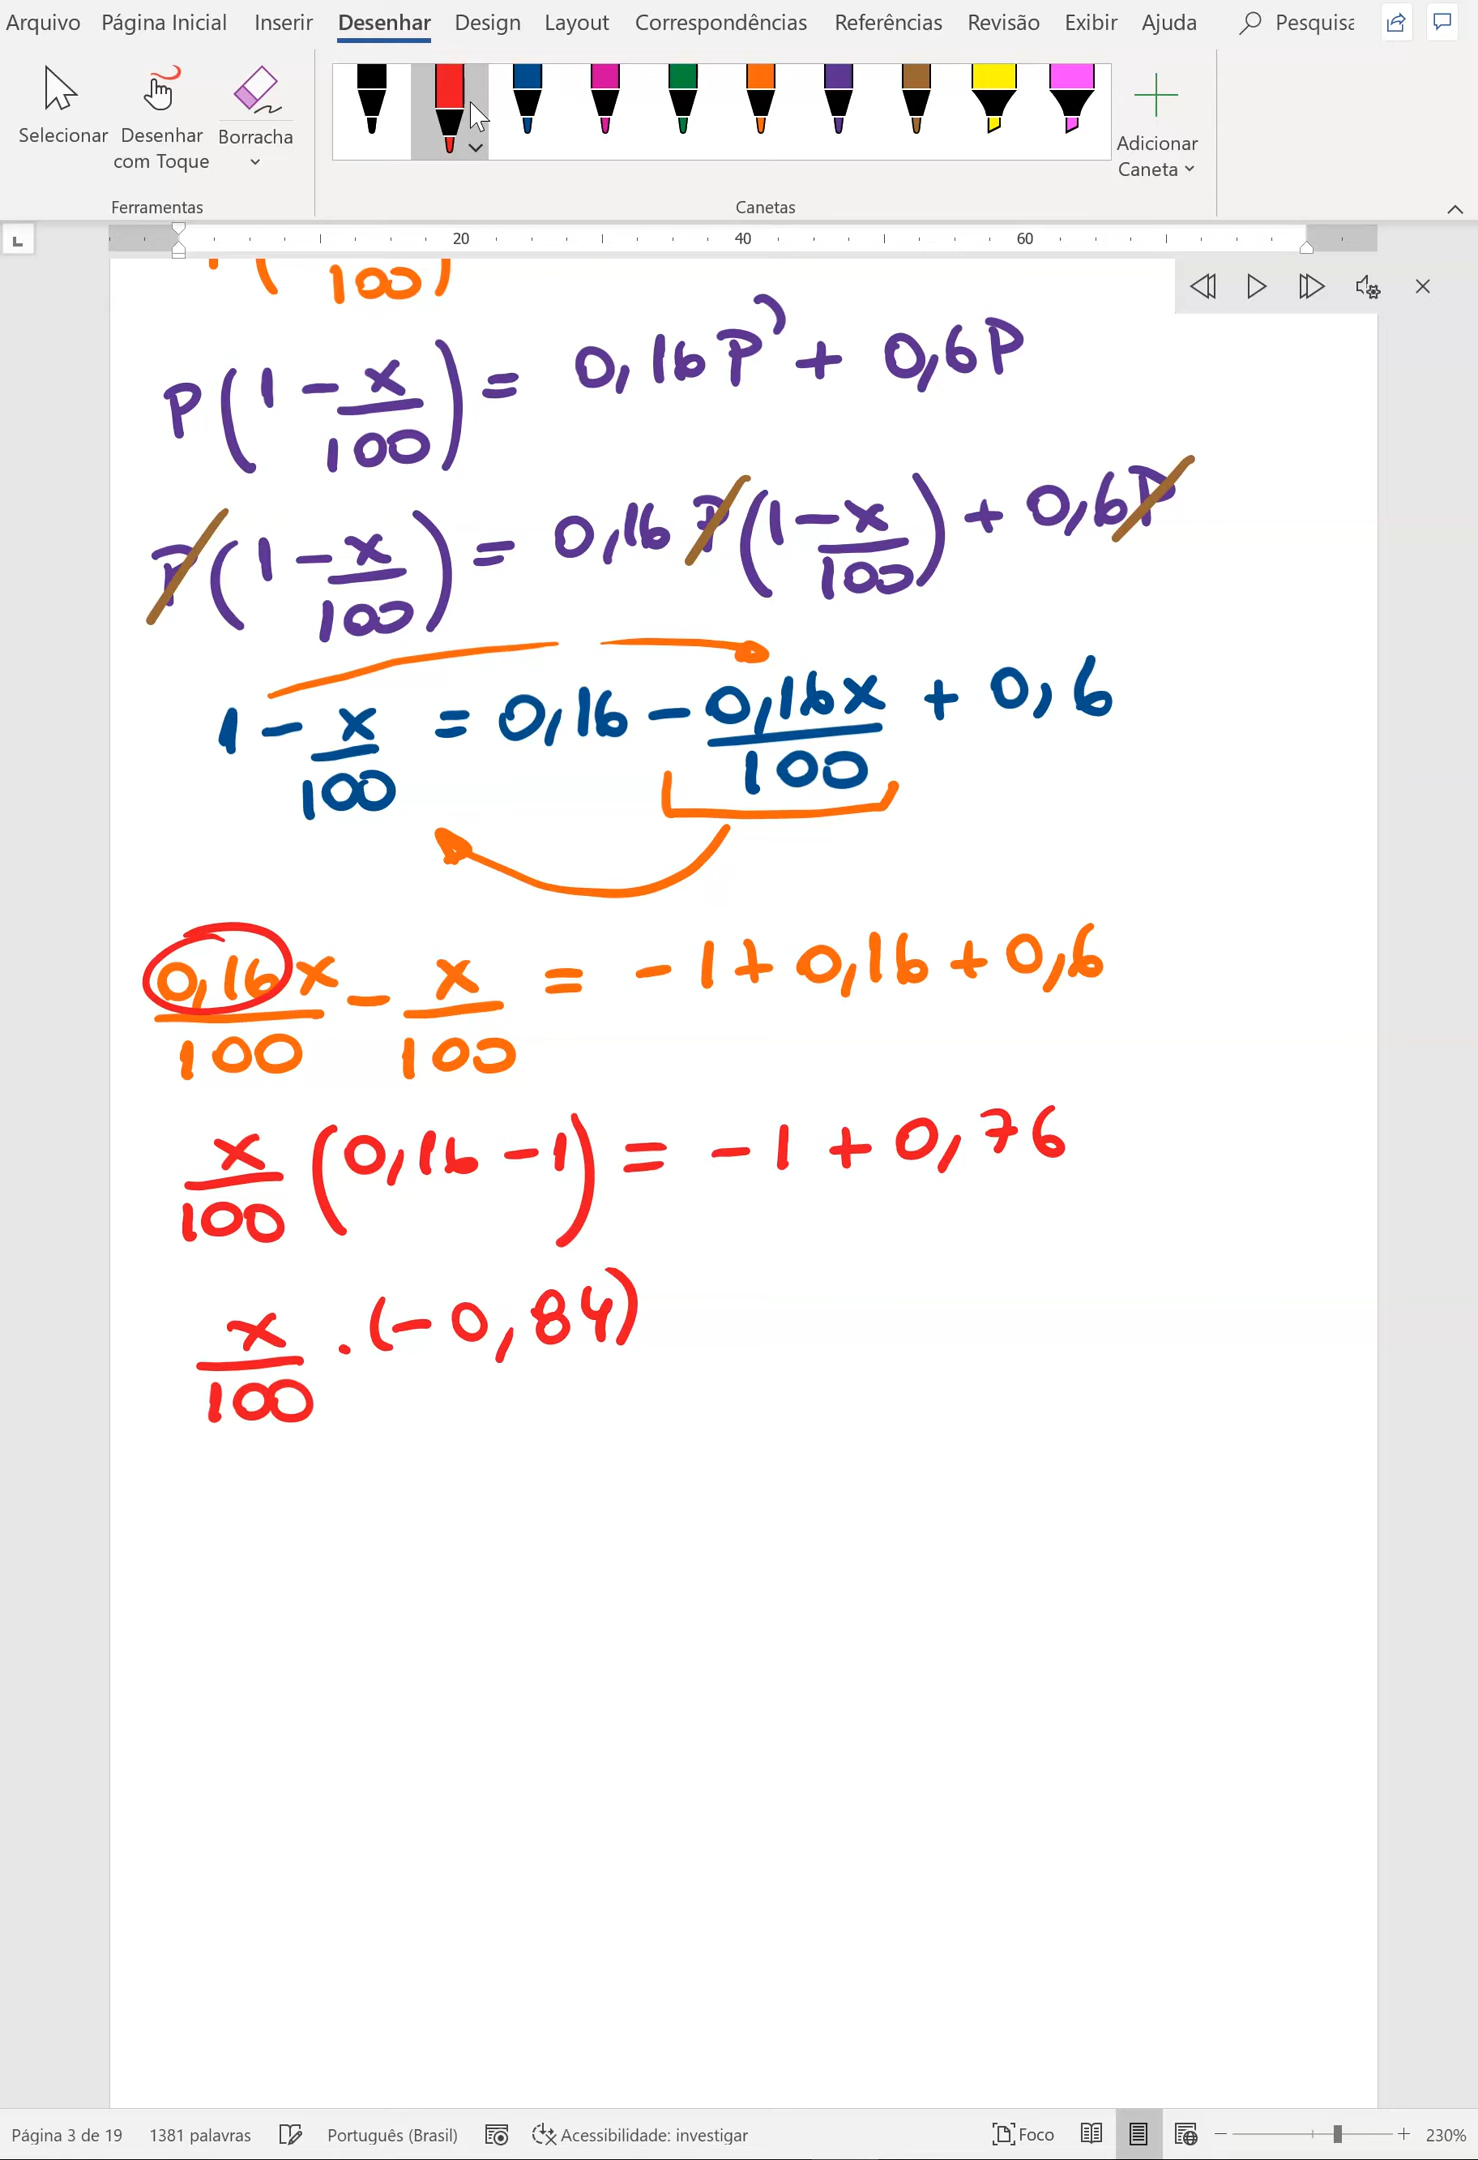 Arquivo Página Inicial Inserir Desenhar Design Layout Correspondências Referências Revisão Exibir Ajuda
Selecionar
Desenhar com Toque
Borracha
Adicionar Caneta
Ferramentas
Canetas
20 40 60
100)
P(1 - x/100) = 0,16P' + 0,6P
P(1 - x/100) = 0,16 P(1 - x/100) + 0,6P
1 - x/100 = 0,16 - 0,16x/100 + 0,6
0,16x/100 - x/100 = -1 + 0,16 + 0,6
x/100 (0,16 - 1) = -1 + 0,76
x/100 . (-0,84)
Página 3 de 19 1381 palavras Português (Brasil) Acessibilidade: investigar Foco 230%